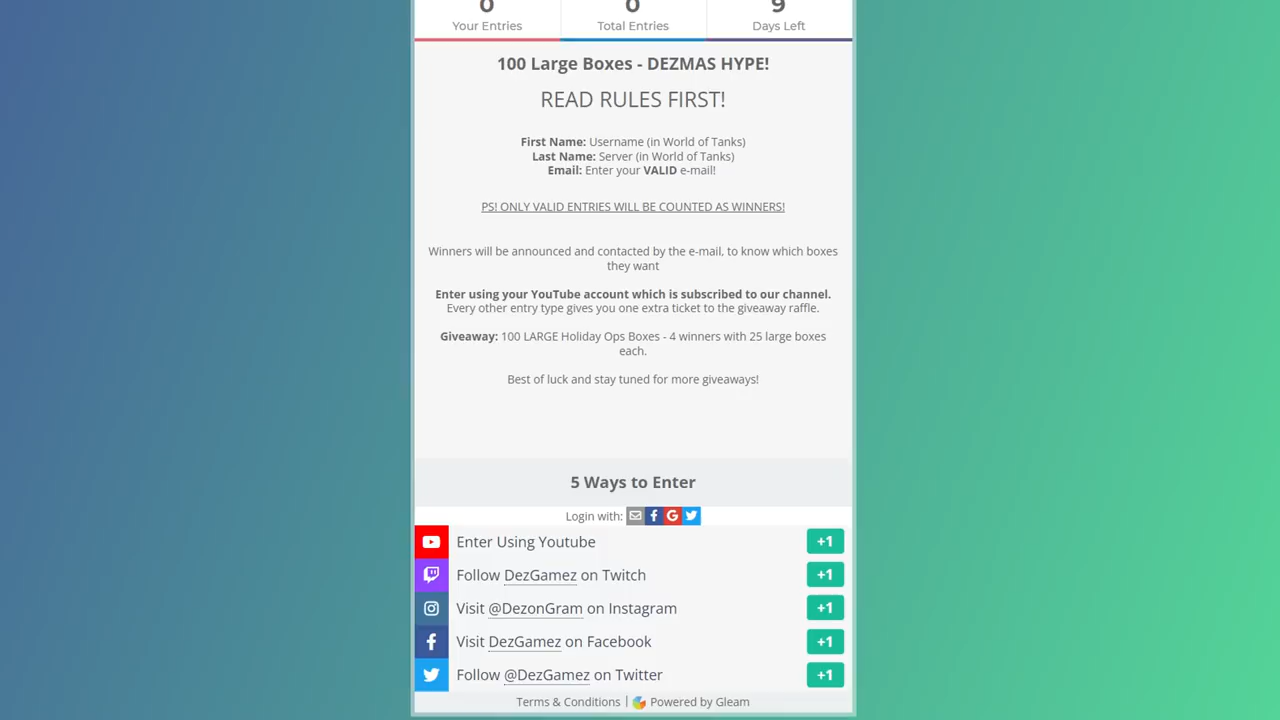 0 0 9
Your Entries Total Entries Days Left
100 Large Boxes - DEZMAS HYPE!
READ RULES FIRST!
First Name: Username (in World of Tanks)
Last Name: Server (in World of Tanks)
Email: Enter your VALID e-mail!
PS! ONLY VALID ENTRIES WILL BE COUNTED AS WINNERS!
Winners will be announced and contacted by the e-mail, to know which boxes
they want
Enter using your YouTube account which is subscribed to our channel.
Every other entry type gives you one extra ticket to the giveaway raffle.
Giveaway: 100 LARGE Holiday Ops Boxes - 4 winners with 25 large boxes
each.
Best of luck and stay tuned for more giveaways!
5 Ways to Enter
Login with:
Enter Using Youtube +1
Follow DezGamez on Twitch +1
Visit @DezonGram on Instagram +1
Visit DezGamez on Facebook +1
Follow @DezGamez on Twitter +1
Terms & Conditions | Powered by Gleam